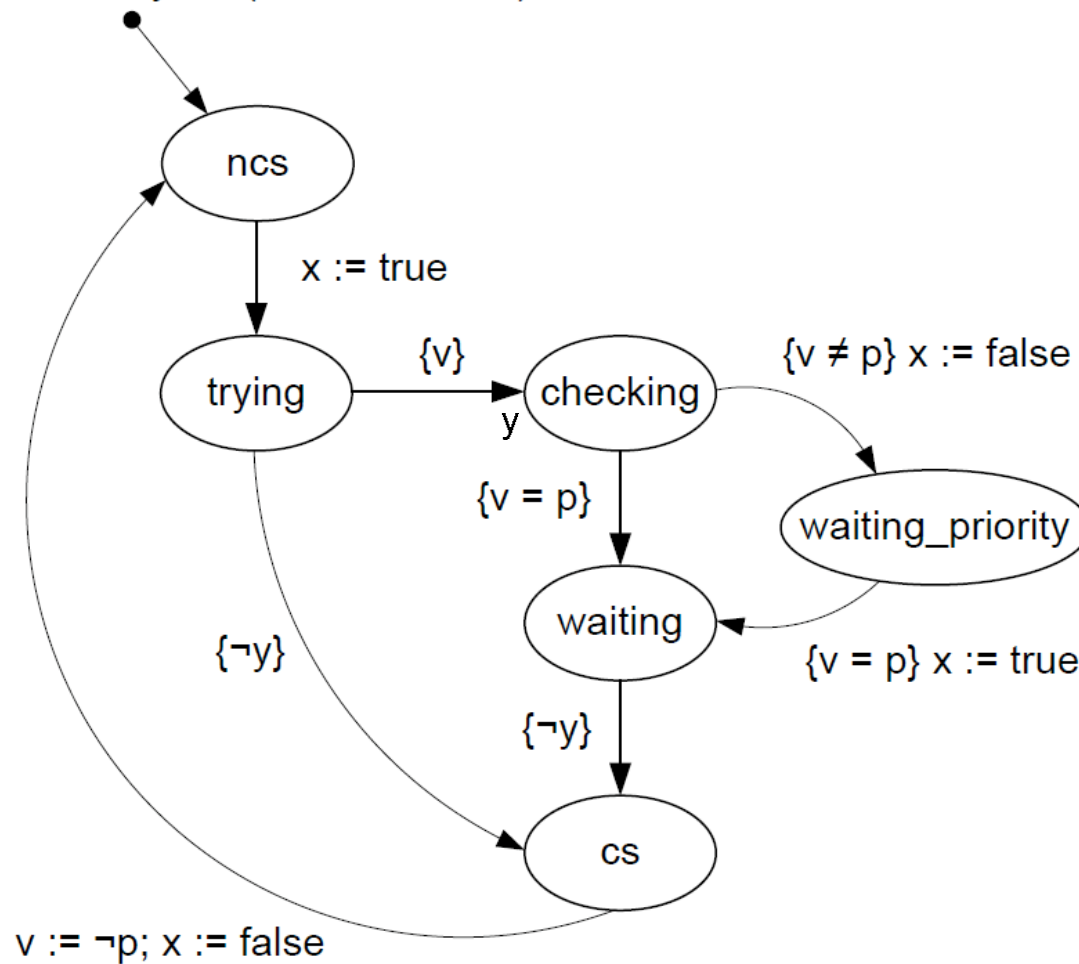 ncs
x := true
{v}
{v ≠ p} x := false
trying
checking
y
{v = p}
waiting_priority
waiting
{¬y}
{v = p} x := true
{¬y}
cs
v := ¬p; x := false